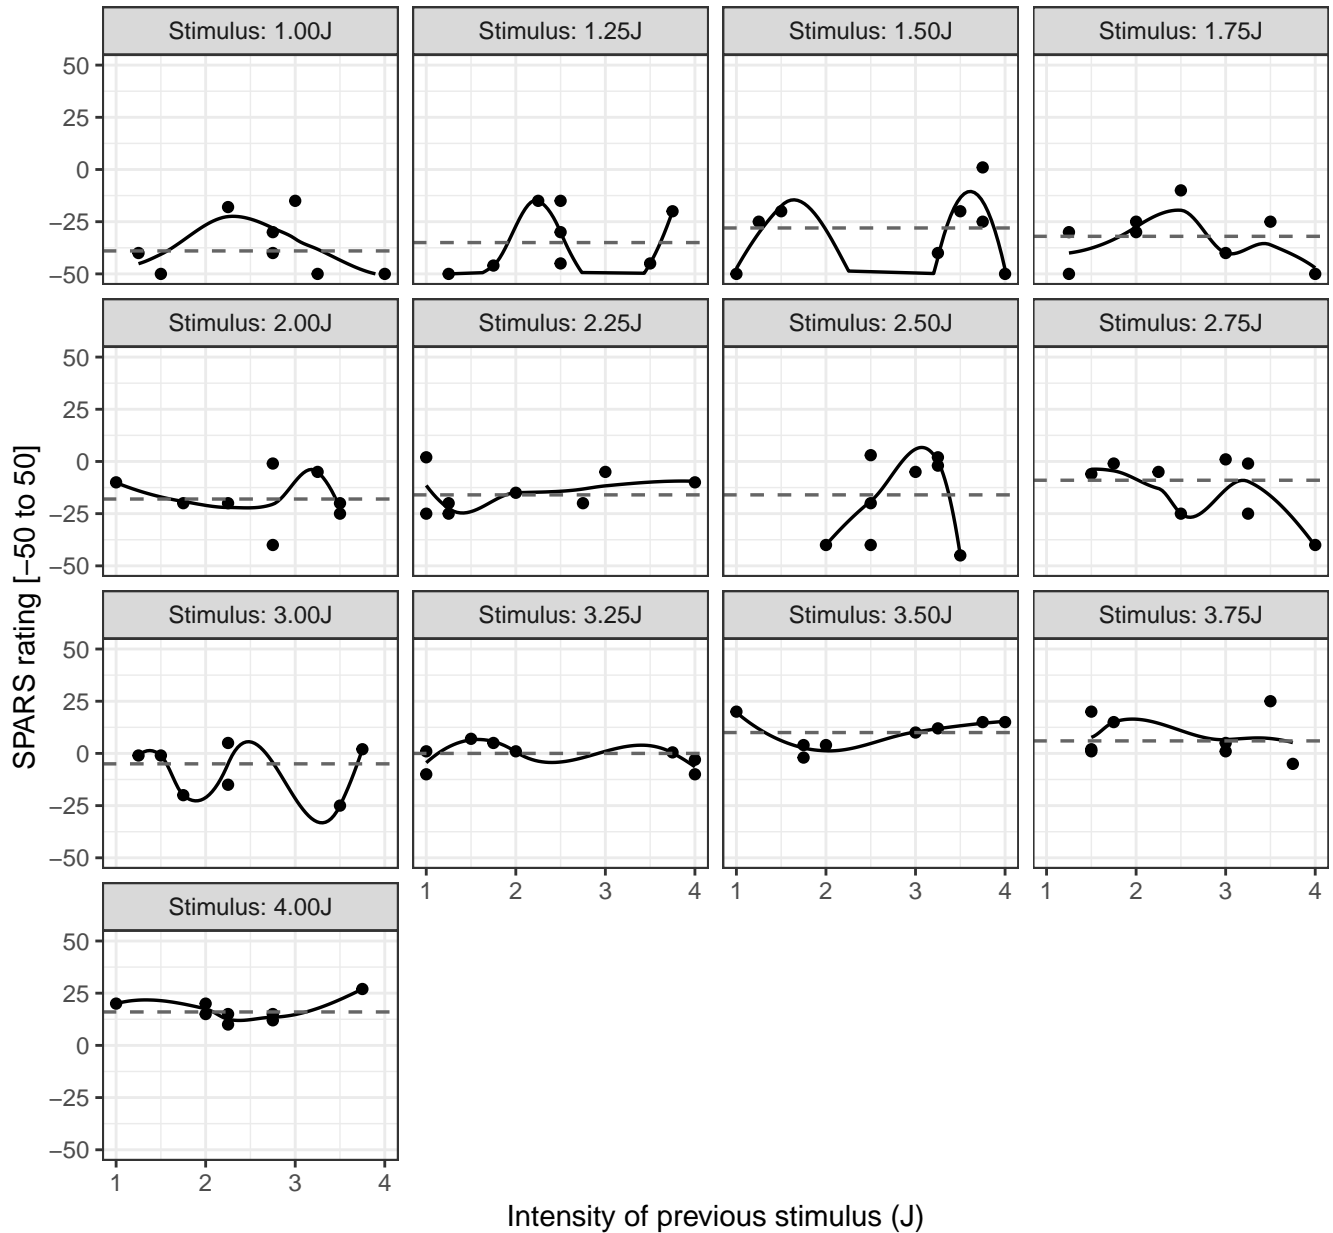 Stimulus: 1.00J
Stimulus: 1.25J
Stimulus: 1.50J
Stimulus: 1.75J
50
25
0
−25
−50
Stimulus: 2.00J
Stimulus: 2.25J
Stimulus: 2.50J
Stimulus: 2.75J
50
25
0
−25
−50
SPARS rating [−50 to 50]
Stimulus: 3.00J
Stimulus: 3.25J
Stimulus: 3.50J
Stimulus: 3.75J
50
25
0
−25
−50
1 2 3 4
1 2 3 4
1 2 3 4
Stimulus: 4.00J
50
25
0
−25
−50
1 2 3 4
Intensity of previous stimulus (J)